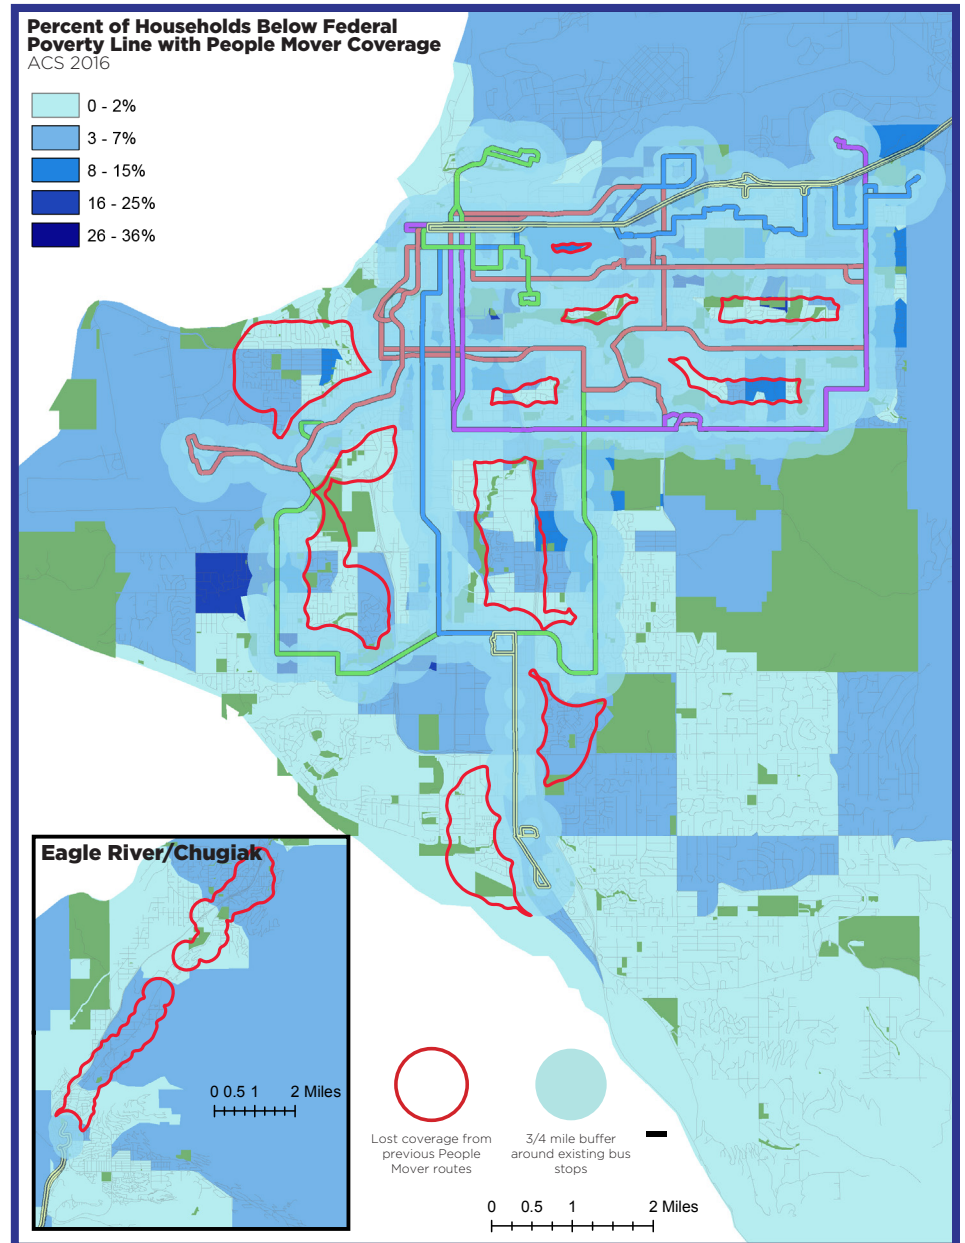 Percent of Households Below Federal
Poverty Line with People Mover Coverage
ACS 2016
0 - 2%
3 - 7%
8 - 15%
16 - 25%
26 - 36%
Eagle River/Chugiak
0 0.5 1 2 Miles
Lost coverage from
previous People
Mover routes
3/4 mile buffer
around existing bus
stops
0 0.5 1 2 Miles